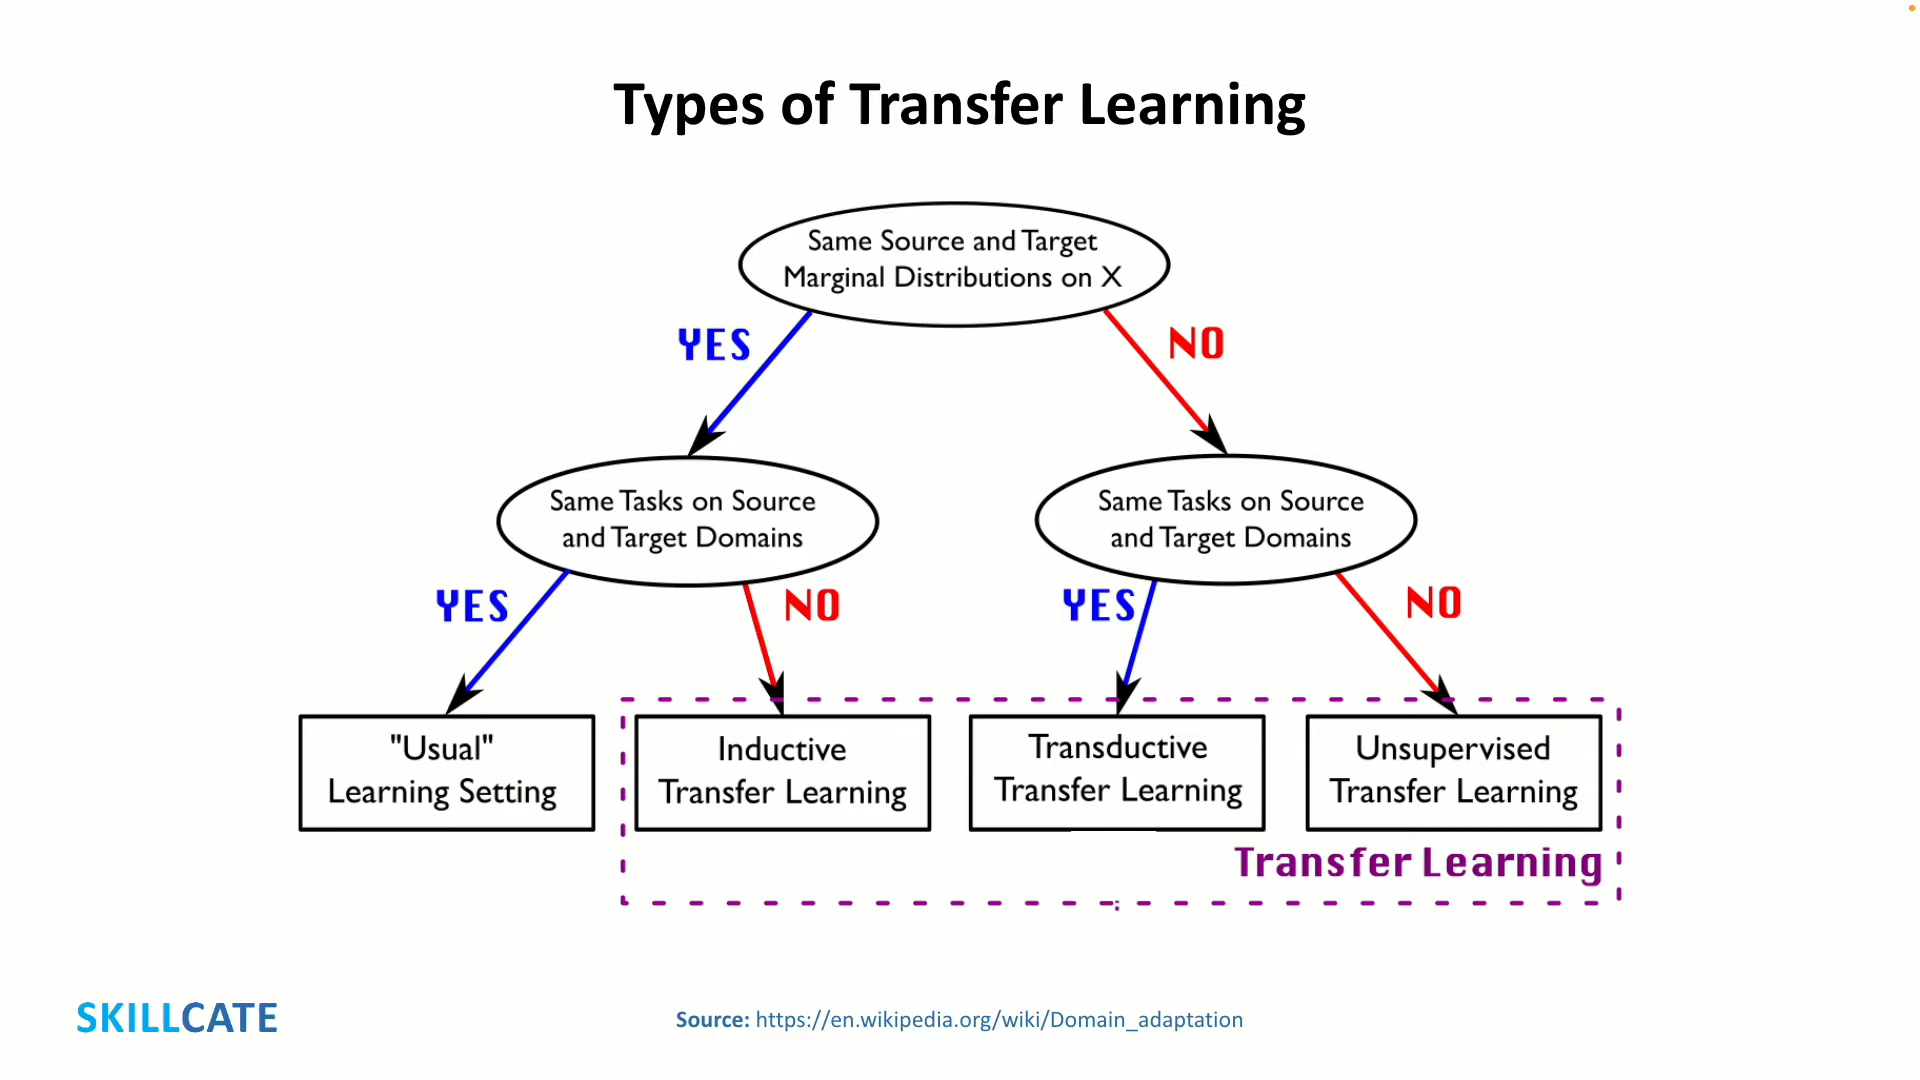 Types of Transfer Learning
Same Source and Target
Marginal Distributions on X
YES
NO
Same Tasks on Source
and Target Domains
Same Tasks on Source
and Target Domains
YES
NO
YES
NO
"Usual"
Learning Setting
Inductive
Transfer Learning
Transductive
Transfer Learning
Unsupervised
Transfer Learning
Transfer Learning
SKILLCATE
Source: https://en.wikipedia.org/wiki/Domain_adaptation